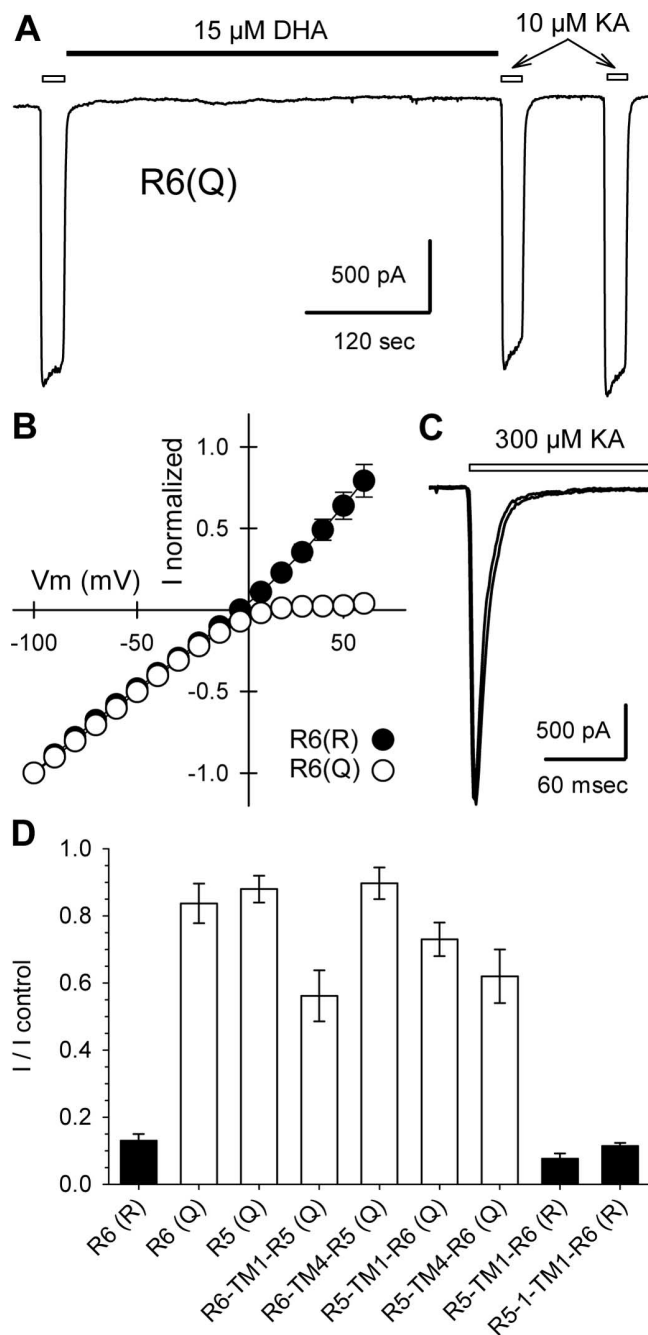 A
15 µM DHA
10 µM KA
R6(Q)
500 pA
120 sec
B
I normalized
1.0
0.5
Vm (mV)
-100
-50
50
-0.5
-1.0
R6(R)
R6(Q)
C
300 µM KA
500 pA
60 msec
D
I / I control
1.0
0.8
0.6
0.4
0.2
0.0
R6 (R)
R6 (Q)
R5 (Q)
R6-TM1-R5 (Q)
R6-TM4-R5 (Q)
R5-TM1-R6 (Q)
R5-TM4-R6 (Q)
R5-TM1-R6 (R)
R5-1-TM1-R6 (R)